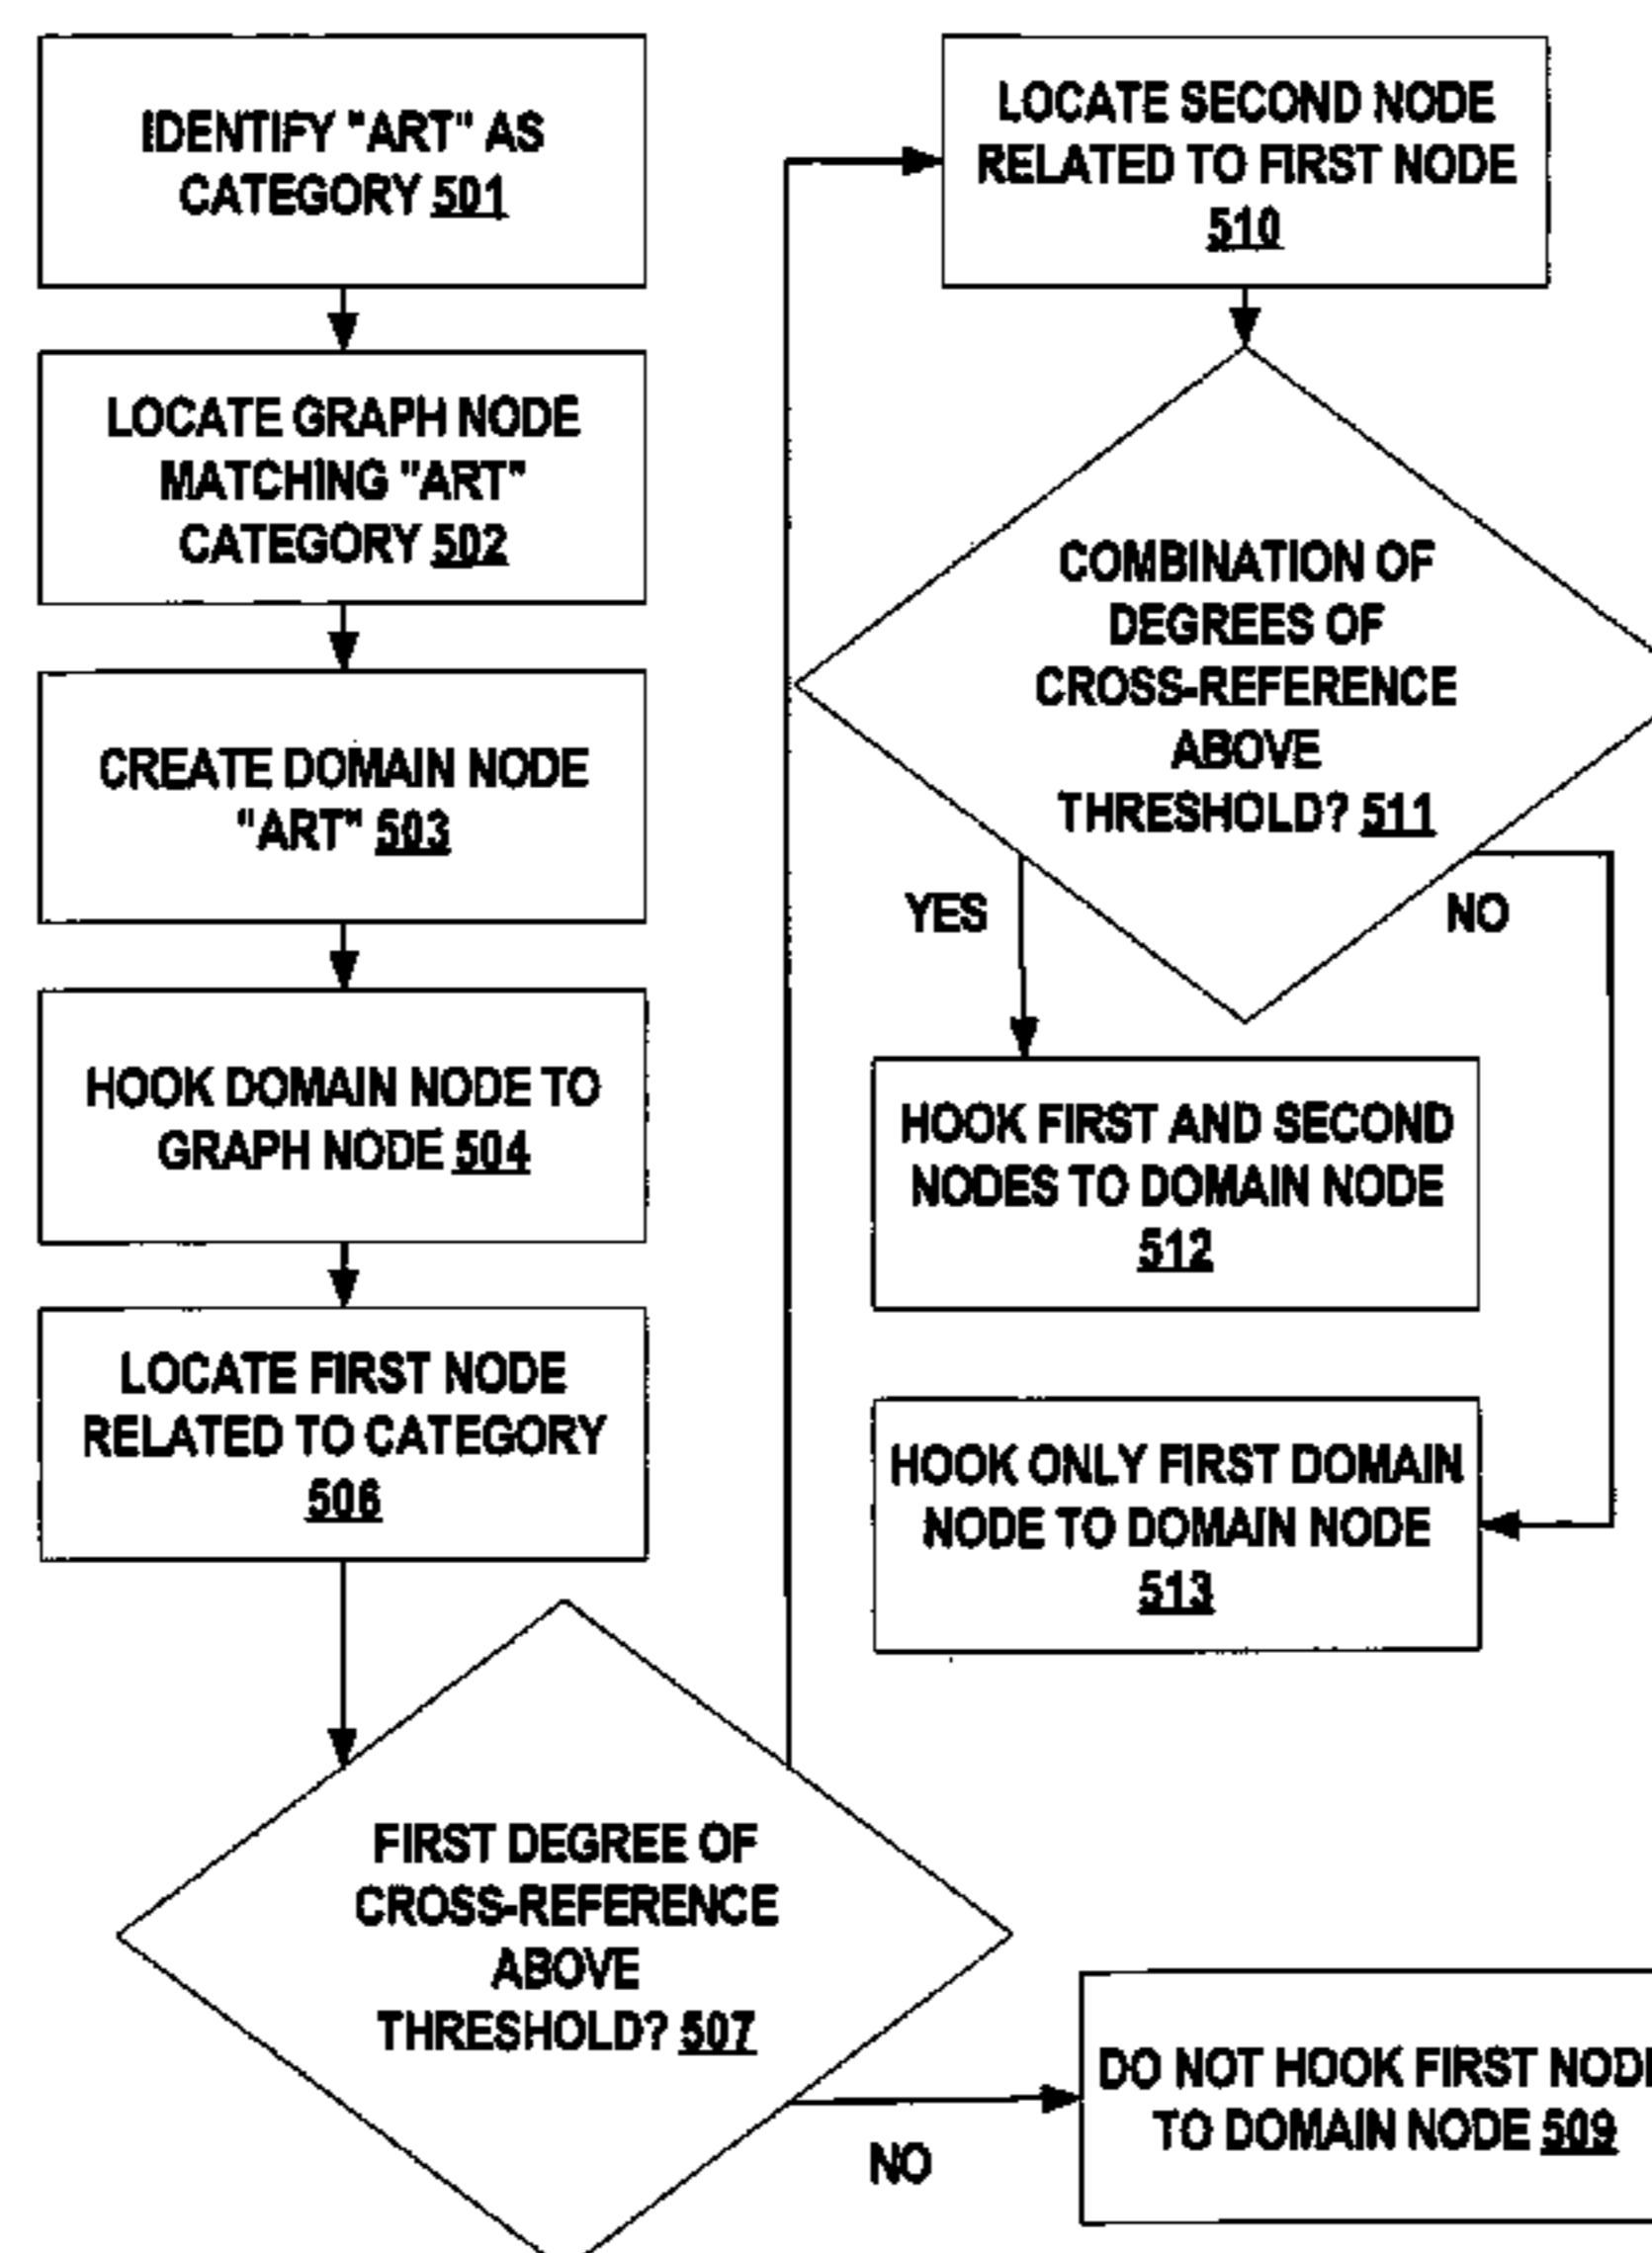 IDENTIFY "ART" AS
CATEGORY 501
LOCATE GRAPH NODE
MATCHING "ART"
CATEGORY 502
CREATE DOMAIN NODE
"ART" 503
HOOK DOMAIN NODE TO
GRAPH NODE 504
LOCATE FIRST NODE
RELATED TO CATEGORY
506
FIRST DEGREE OF
CROSS-REFERENCE
ABOVE
THRESHOLD? 507
NO
DO NOT HOOK FIRST
TO DOMAIN NODE 509
LOCATE SECOND NODE
RELATED TO FIRST NODE
510
COMBINATION OF
DEGREES OF
CROSS-REFERENCE
ABOVE
THRESHOLD? 511
YES
NO
HOOK FIRST AND SECOND
NODES TO DOMAIN NODE
512
HOOK ONLY FIRST DOMAIN
NODE TO DOMAIN NODE
513